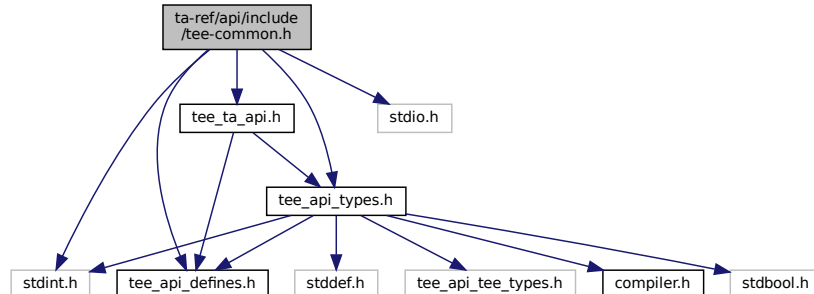 ta-ref/api/include
/tee-common.h
tee_ta_api.h
stdio.h
tee_api_types.h
stdint.h
tee_api_defines.h
stddef.h
tee_api_tee_types.h
compiler.h
stdbool.h